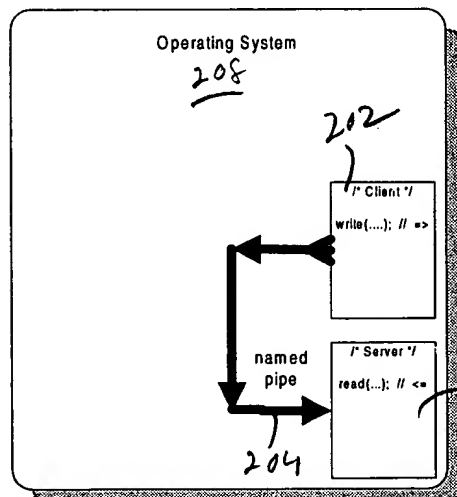 Operating System
208
202
/* Client */
write(....); // =>
named
pipe
/* Server */
read(...); // <=
204